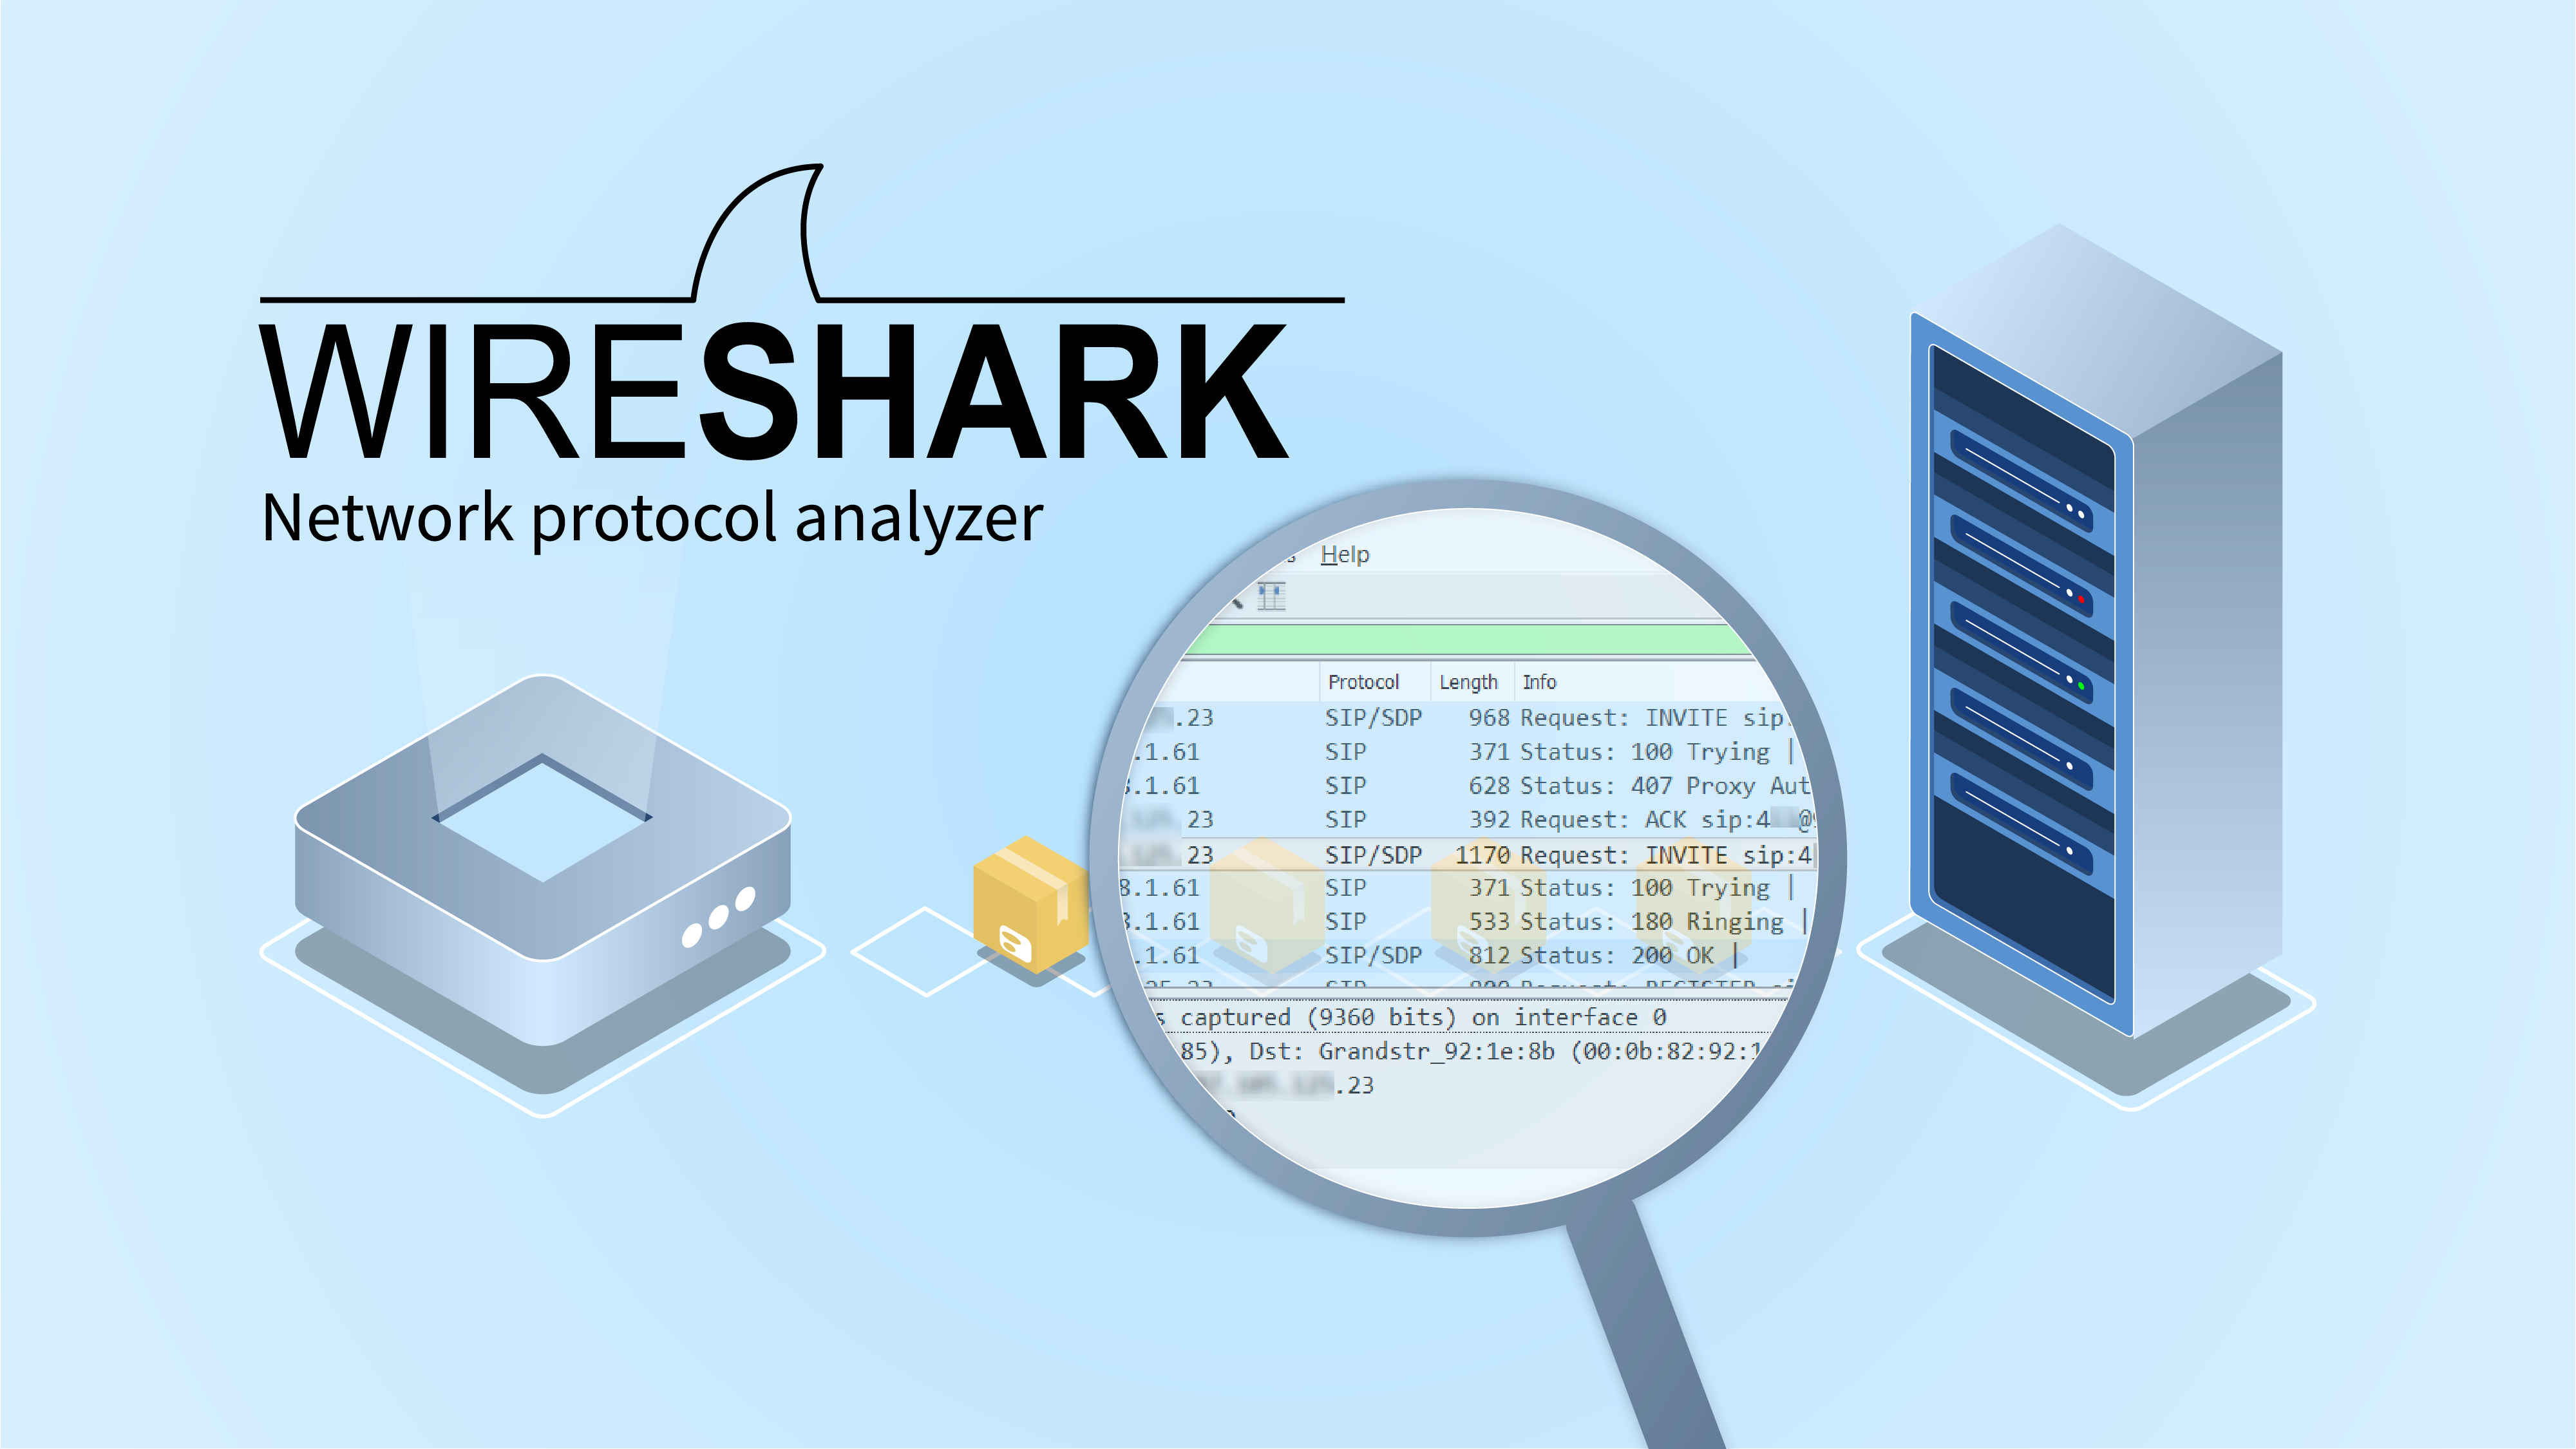 WIRESHARK
Network protocol analyzer
Help
Protocol Length Info
.23 SIP/SDP 968 Request: INVITE sip:
.1.61 SIP 371 Status: 100 Trying |
.1.61 SIP 628 Status: 407 Proxy Aut
23 SIP 392 Request: ACK sip:4 @
23 SIP/SDP 1170 Request: INVITE sip:4
8.1.61 SIP 371 Status: 100 Trying |
.1.61 SIP 533 Status: 180 Ringing |
.1.61 SIP/SDP 812 Status: 200 OK |
s captured (9360 bits) on interface 0
85), Dst: Grandstr_92:1e:8b (00:0b:82:92:1
.23